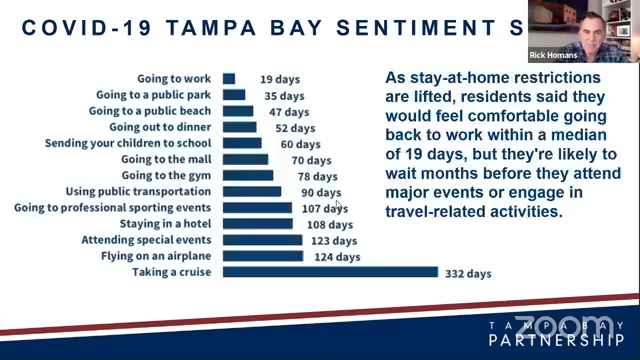 COVID-19 TAMPA BAY SENTIMENT S
Rick Homans
Going to work 19 days
Going to a public park 35 days
Going to a public beach 47 days
Going out to dinner 52 days
Sending your children to school 60 days
Going to the mall 70 days
Going to the gym 78 days
Using public transportation 90 days
Going to professional sporting events 107 days
Staying in a hotel 108 days
Attending special events 123 days
Flying on an airplane 124 days
Taking a cruise 332 days
As stay-at-home restrictions
are lifted, residents said they
would feel comfortable going
back to work within a median
of 19 days, but they're likely to
wait months before they attend
major events or engage in
travel-related activities.
TAMPA BAY
PARTNERSHIP
zoom